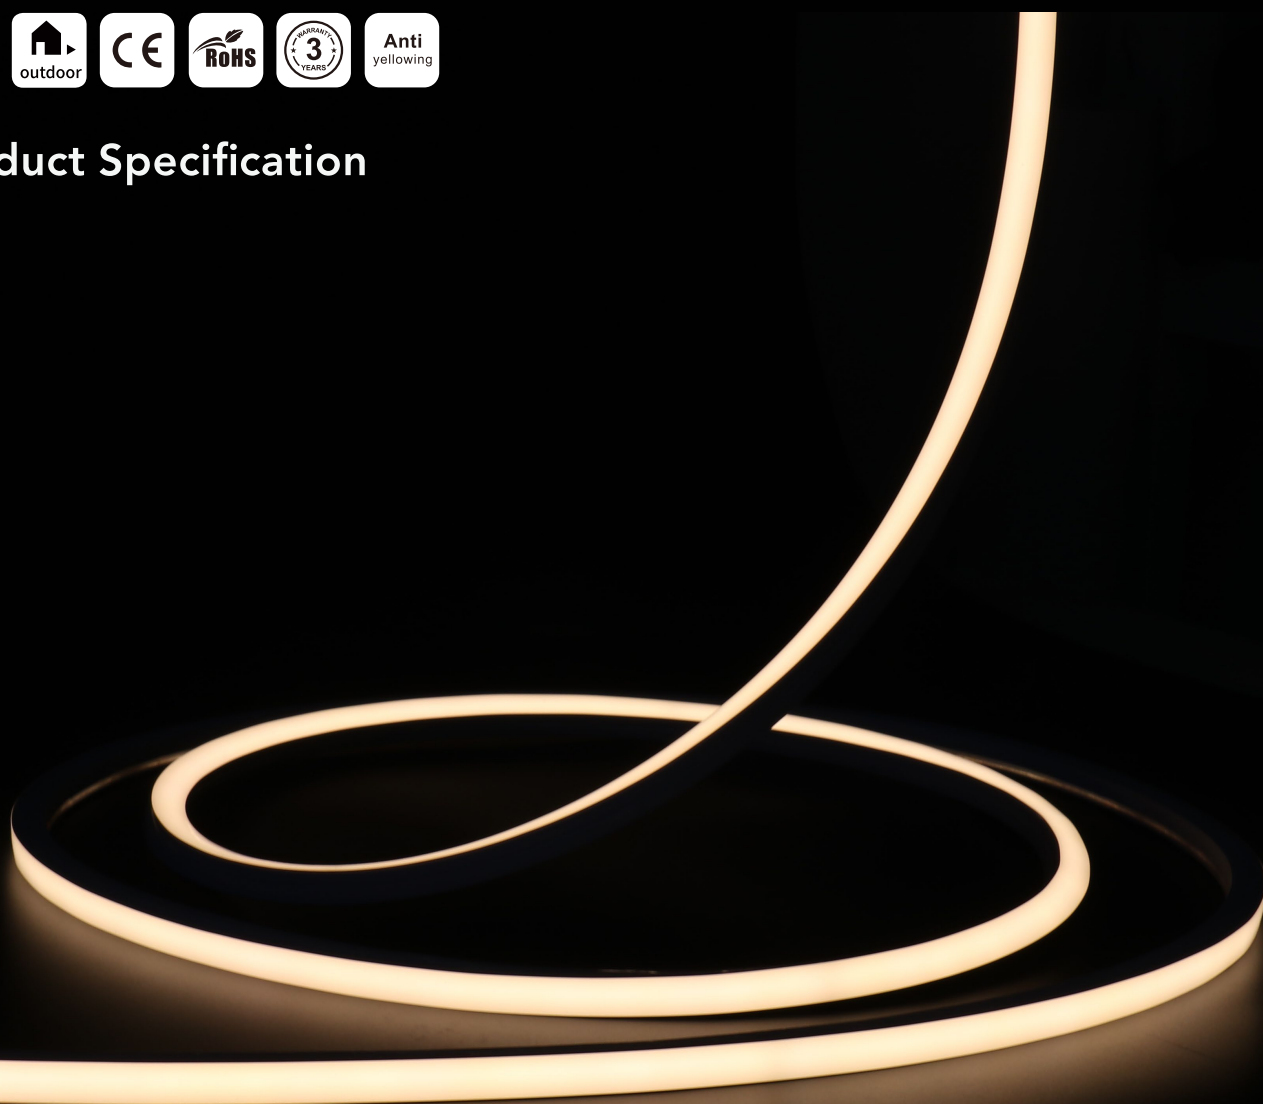 outdoor
CE
RoHS
WARRANTY
3
YEARS
Anti
yellowing
duct Specification